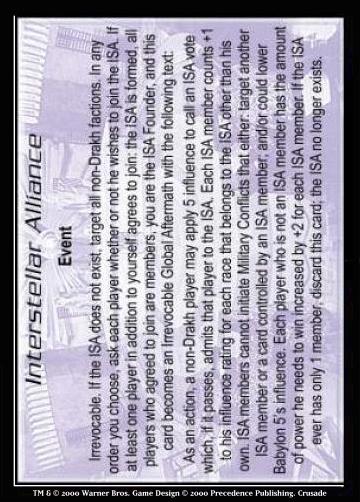 Interstellar Alliance
Event
Irrevocable. If the ISA does not exist, target all non-Drakh factions. In any
order you choose, ask each player whether or not he wishes to join the ISA. If
at least one player in addition to yourself agrees to join: the ISA is formed, all
players who agreed to join are members, you are the ISA Founder, and this
card becomes an Irrevocable Global Aftermath with the following text:
As an action, a non-Drakh player may apply 5 influence to call an ISA vote
which, if it passes, admits that player to the ISA. Each ISA member counts +1
to his influence rating for each race that belongs to the ISA other than his
own. ISA members cannot initiate Military Conflicts that either: target another
ISA member or a card controlled by an ISA member, and/or could lower
Babylon 5's influence. Each player who is not an ISA member has the amount
of power he needs to win increased by +2 for each ISA member. If the ISA
ever has only 1 member, discard this card; the ISA no longer exists.
TM & © 2000 Warner Bros. Game Design © 2000 Precedence Publishing. Crusade